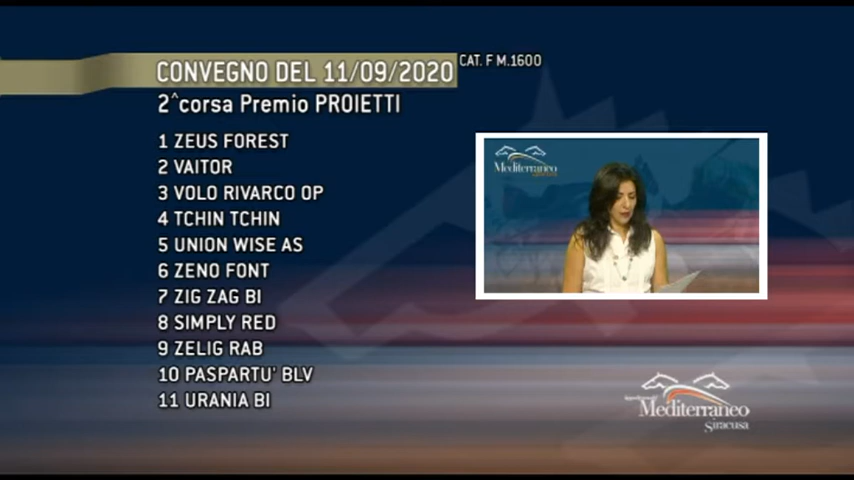 CONVEGNO DEL 11/09/2020
CAT. F M.1600
2^corsa Premio PROIETTI
1 ZEUS FOREST
2 VAITOR
3 VOLO RIVARCO OP
4 TCHIN TCHIN
5 UNION WISE AS
6 ZENO FONT
7 ZIG ZAG BI
8 SIMPLY RED
9 ZELIG RAB
10 PASPARTU' BLV
11 URANIA BI
Mediterraneo
Mediterraneo
Siracusa